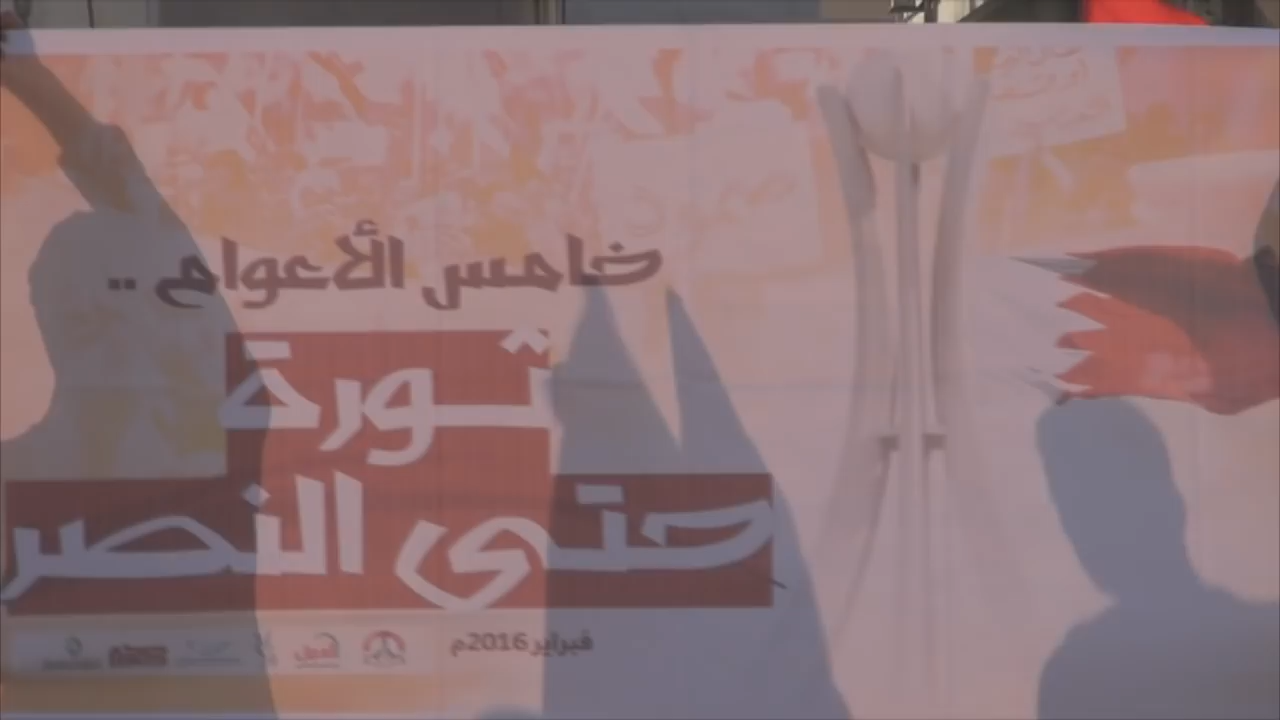 خامس الأعوام ..
ثورة
حتى النصر
فبراير 2016م